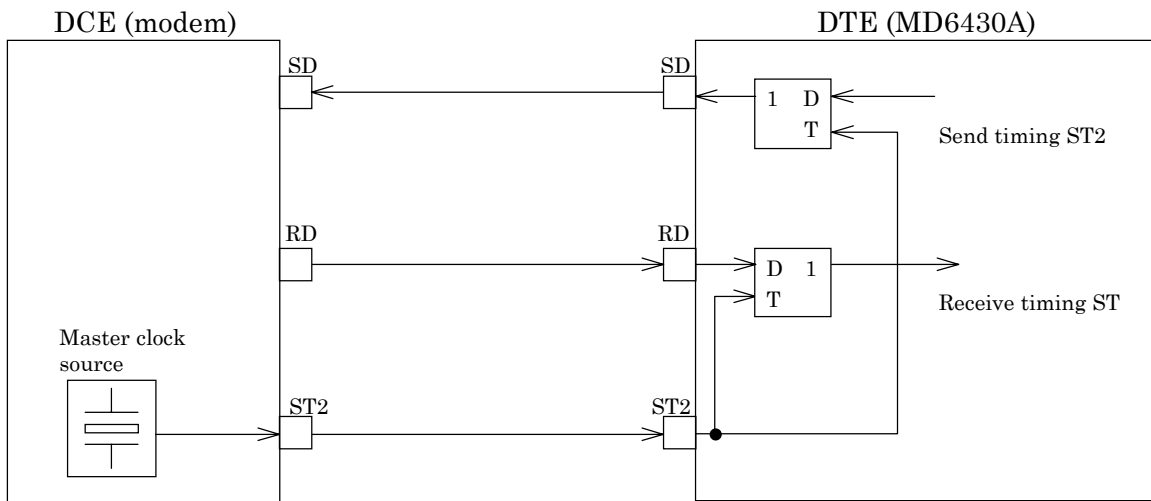 DCE (modem)
DTE (MD6430A)
SD
SD
1 D
T
Send timing ST2
RD
RD
D 1
T
Receive timing ST
Master clock
source
ST2
ST2